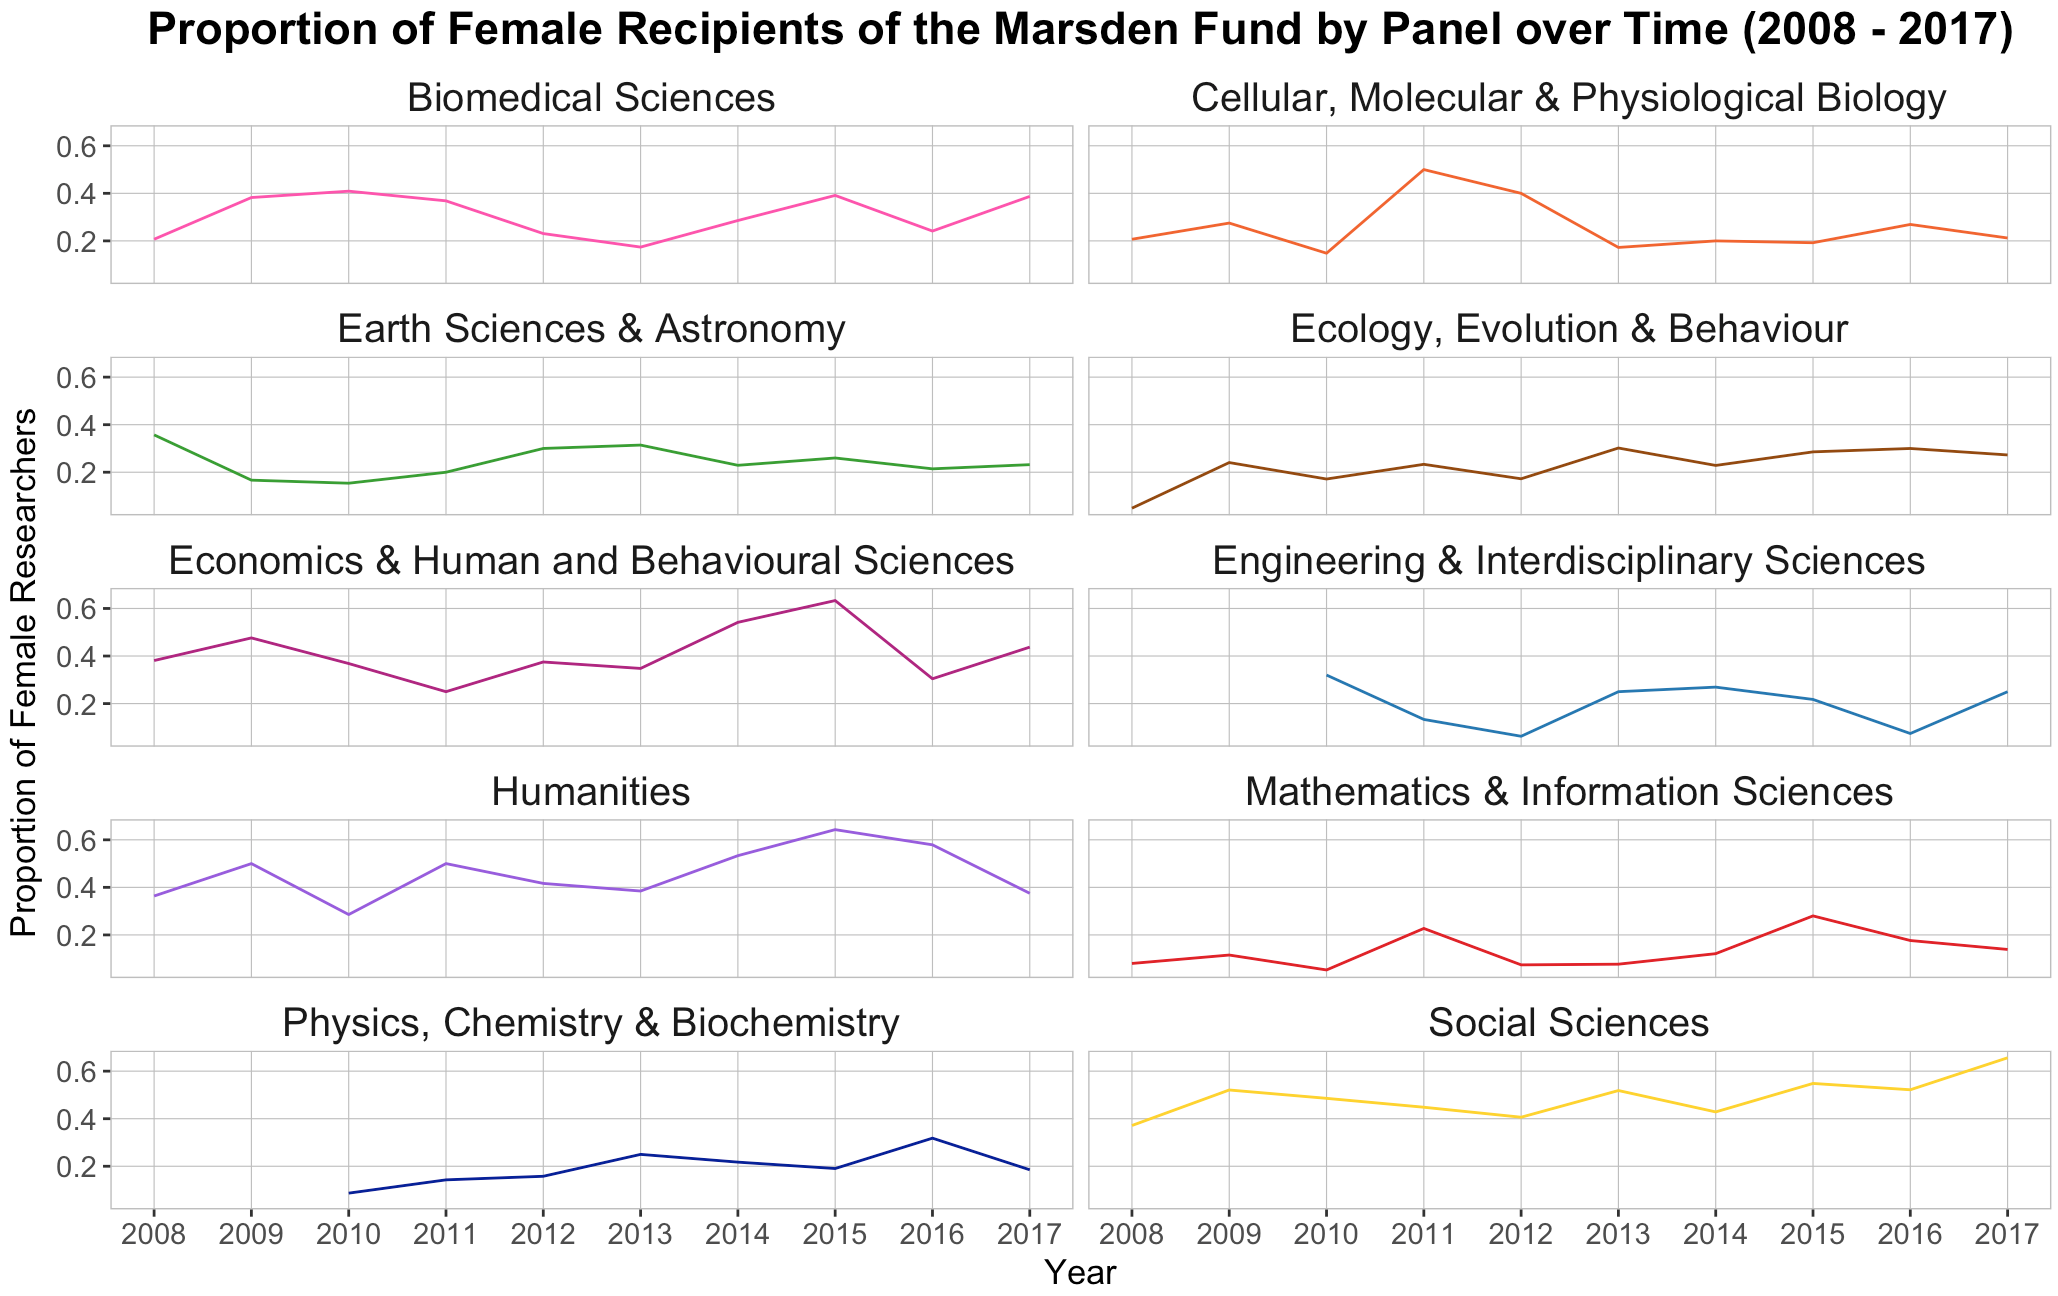 Proportion of Female Recipients of the Marsden Fund by Panel over Time (2008 - 2017)
Proportion of Female Researchers
Biomedical Sciences
0.6
0.4
0.2
Cellular, Molecular & Physiological Biology
Earth Sciences & Astronomy
0.6
0.4
0.2
Ecology, Evolution & Behaviour
Economics & Human and Behavioural Sciences
0.6
0.4
0.2
Engineering & Interdisciplinary Sciences
Humanities
0.6
0.4
0.2
Mathematics & Information Sciences
Physics, Chemistry & Biochemistry
0.6
0.4
0.2
Social Sciences
2008 2009 2010 2011 2012 2013 2014 2015 2016 2017
2008 2009 2010 2011 2012 2013 2014 2015 2016 2017
Year